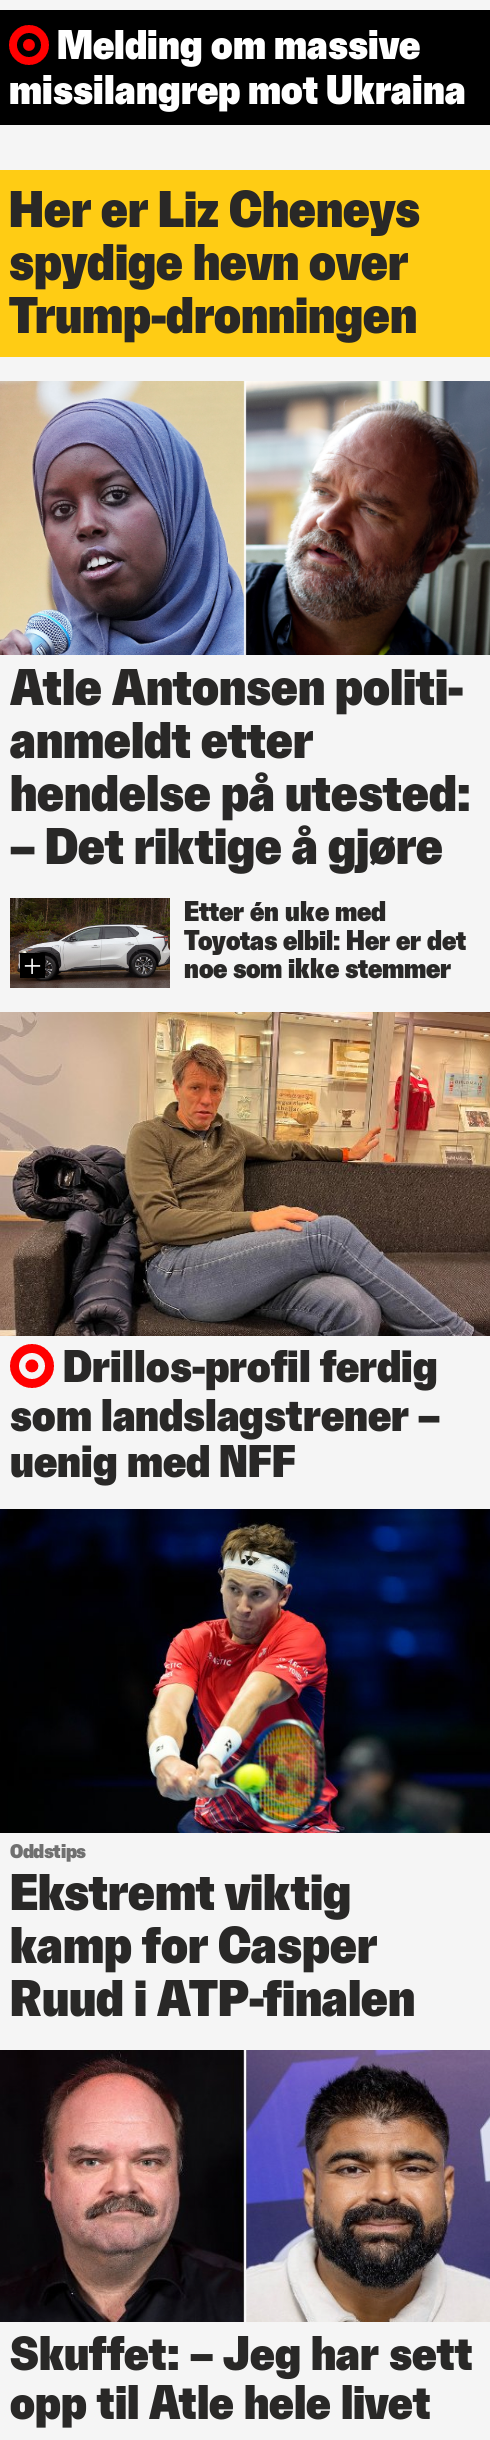 Melding om massive
missilangrep mot Ukraina
Her er Liz Cheneys
spydige hevn over
Trump-dronningen
Atle Antonsen politi-
anmeldt etter
hendelse på utested:
– Det riktige å gjøre
Etter én uke med
Toyotas elbil: Her er det
noe som ikke stemmer
Drillos-profil ferdig
som landslagstrener –
uenig med NFF
Oddstips
Ekstremt viktig
kamp for Casper
Ruud i ATP-finalen
Skuffet: – Jeg har sett
opp til Atle hele livet